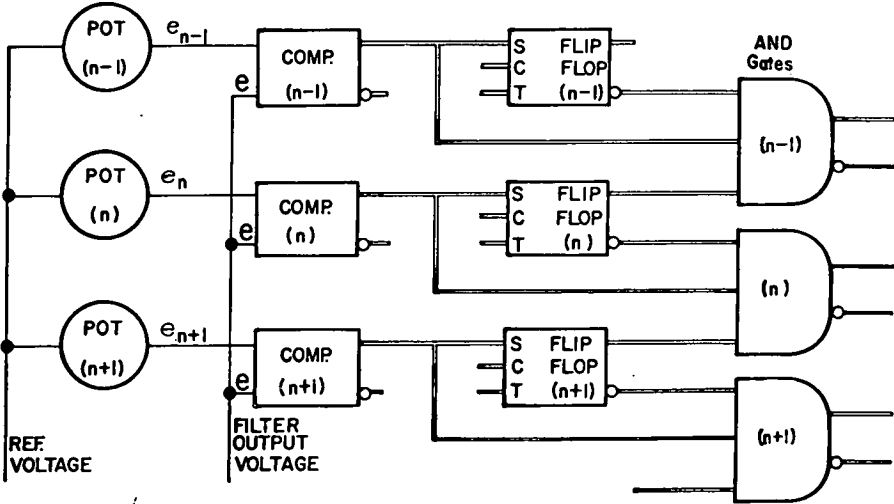 POT
(n-1)
e n-1
e
COMP.
(n-1)
S FLIP
C FLOP
T (n-1)
AND
Gates
(n-1)
POT
(n)
e n
e
COMP.
(n)
S FLIP
C FLOP
T (n)
(n)
POT
(n+1)
e n+1
e
COMP.
(n+1)
S FLIP
C FLOP
T (n+1)
(n+1)
REF.
VOLTAGE
FILTER
OUTPUT
VOLTAGE